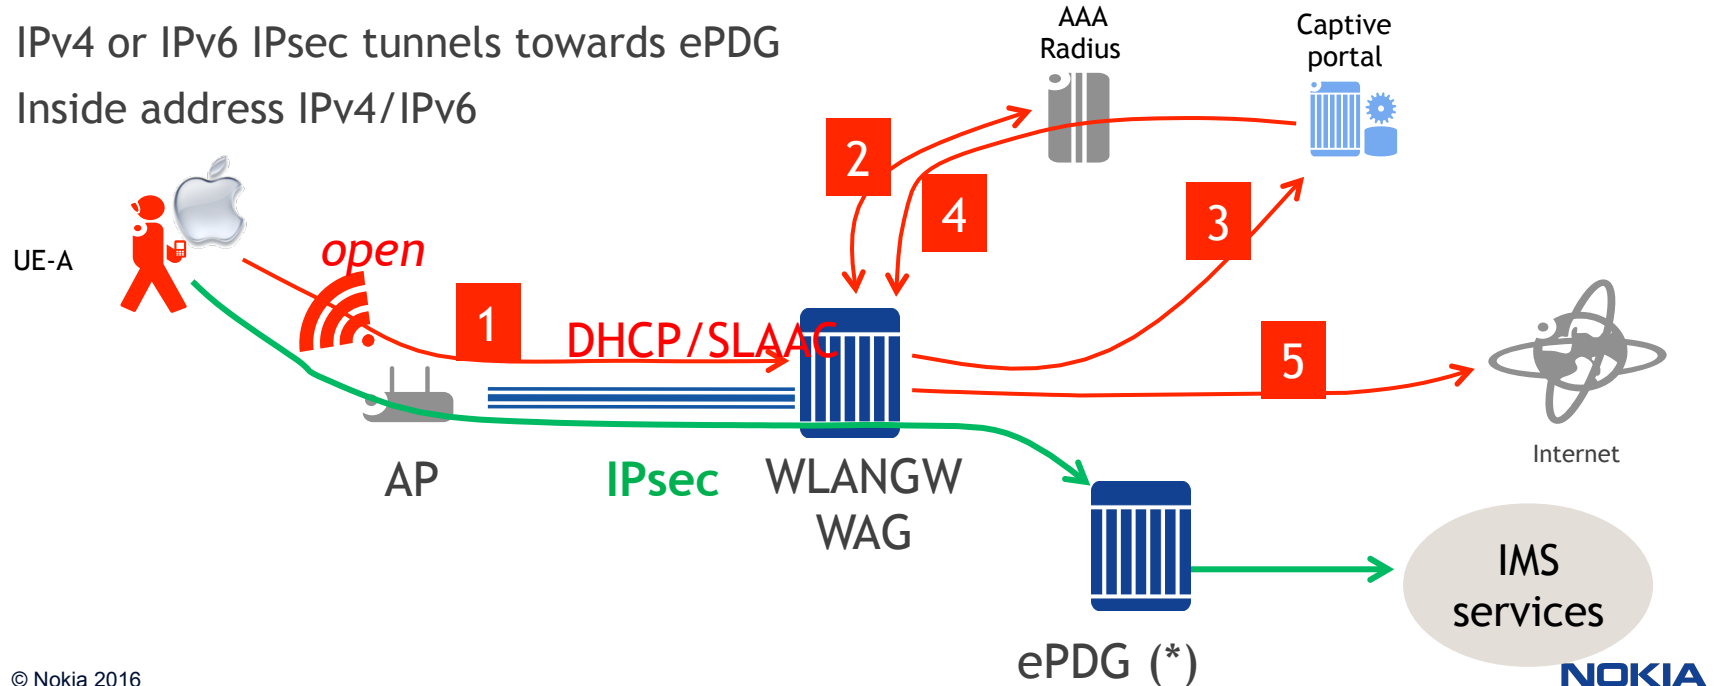 IPv4 or IPv6 IPsec tunnels towards ePDG
Inside address IPv4/IPv6
AAA
Radius
Captive
portal
2
4
3
UE-A
open
1
DHCP/SLAAC
5
Internet
AP
IPsec
WLANGW
WAG
IMS
services
ePDG (*)
© Nokia 2016
NOKIA